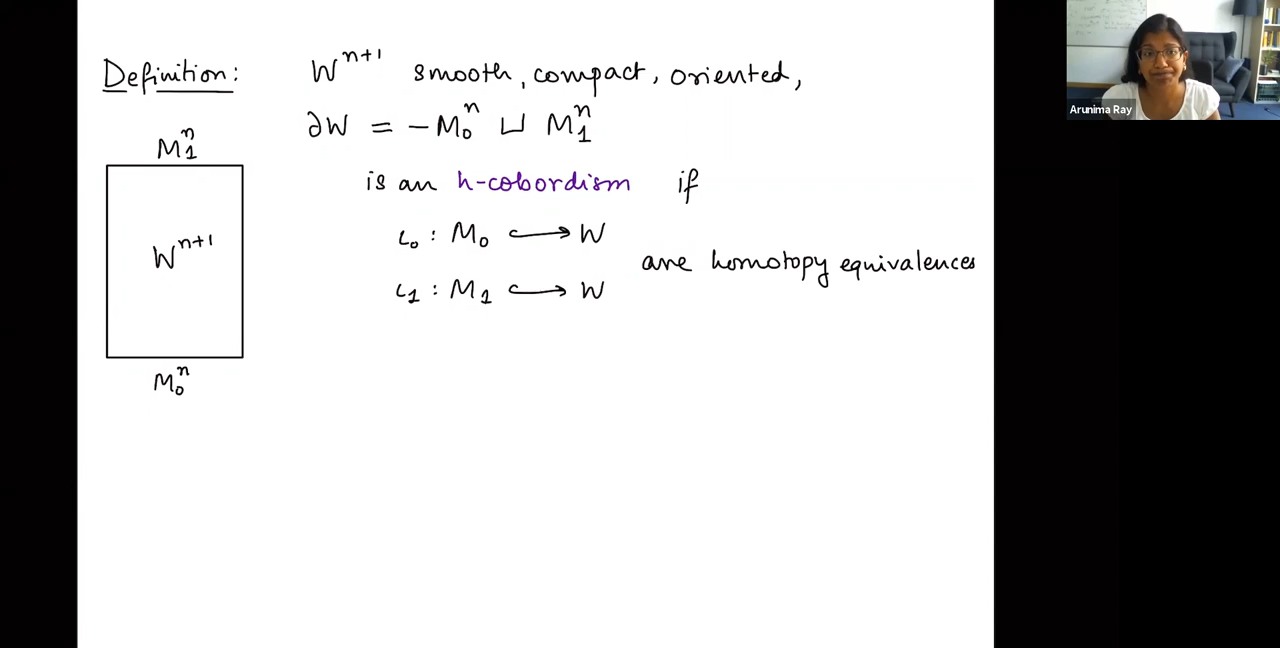 Definition: W^{n+1} smooth, compact, oriented,
∂W = -M_0^n ⊔ M_1^n
is an h-cobordism if
ι_0 : M_0 ↪ W
ι_1 : M_1 ↪ W
are homotopy equivalences
M_1^n
W^{n+1}
M_0^n
Arunima Ray